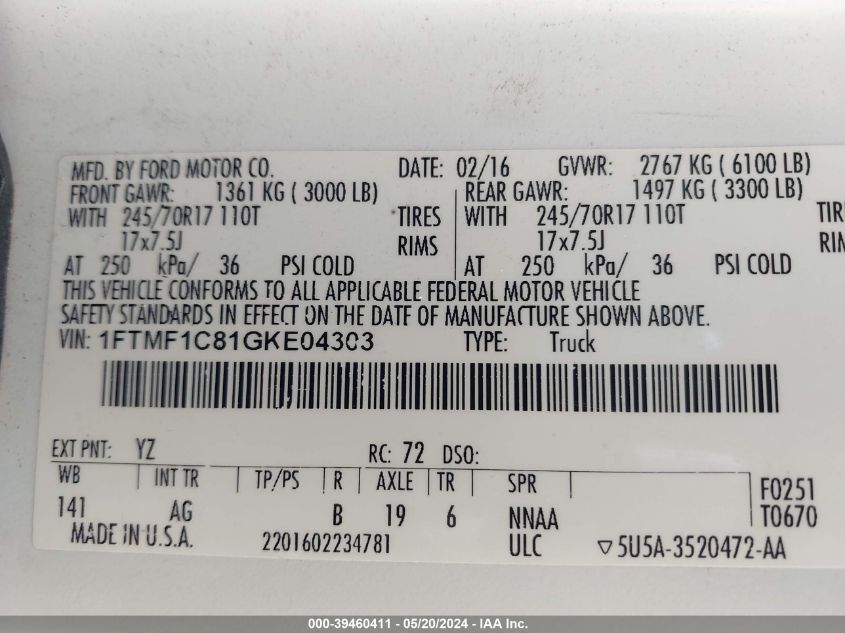 MFD. BY FORD MOTOR CO. DATE: 02/16 GVWR: 2767 KG ( 6100 LB)
FRONT GAWR: 1361 KG ( 3000 LB) REAR GAWR: 1497 KG ( 3300 LB)
WITH 245/70R17 110T TIRES WITH 245/70R17 110T TIR
17x7.5J RIMS 17x7.5J RIM
AT 250 kPa/ 36 PSI COLD AT 250 kPa/ 36 PSI COLD
THIS VEHICLE CONFORMS TO ALL APPLICABLE FEDERAL MOTOR VEHICLE
SAFETY STANDARDS IN EFFECT ON THE DATE OF MANUFACTURE SHOWN ABOVE.
VIN: 1FTMF1C81GKE04303 TYPE: Truck
EXT PNT: YZ RC: 72 DSO:
WB INT TR TP/PS R AXLE TR SPR
141 AG B 19 6 NNAA
F0251
T0670
MADE IN U.S.A. 2201602234781 ULC ▽5U5A-3520472-AA
000-39460411 - 05/20/2024 - IAA Inc.